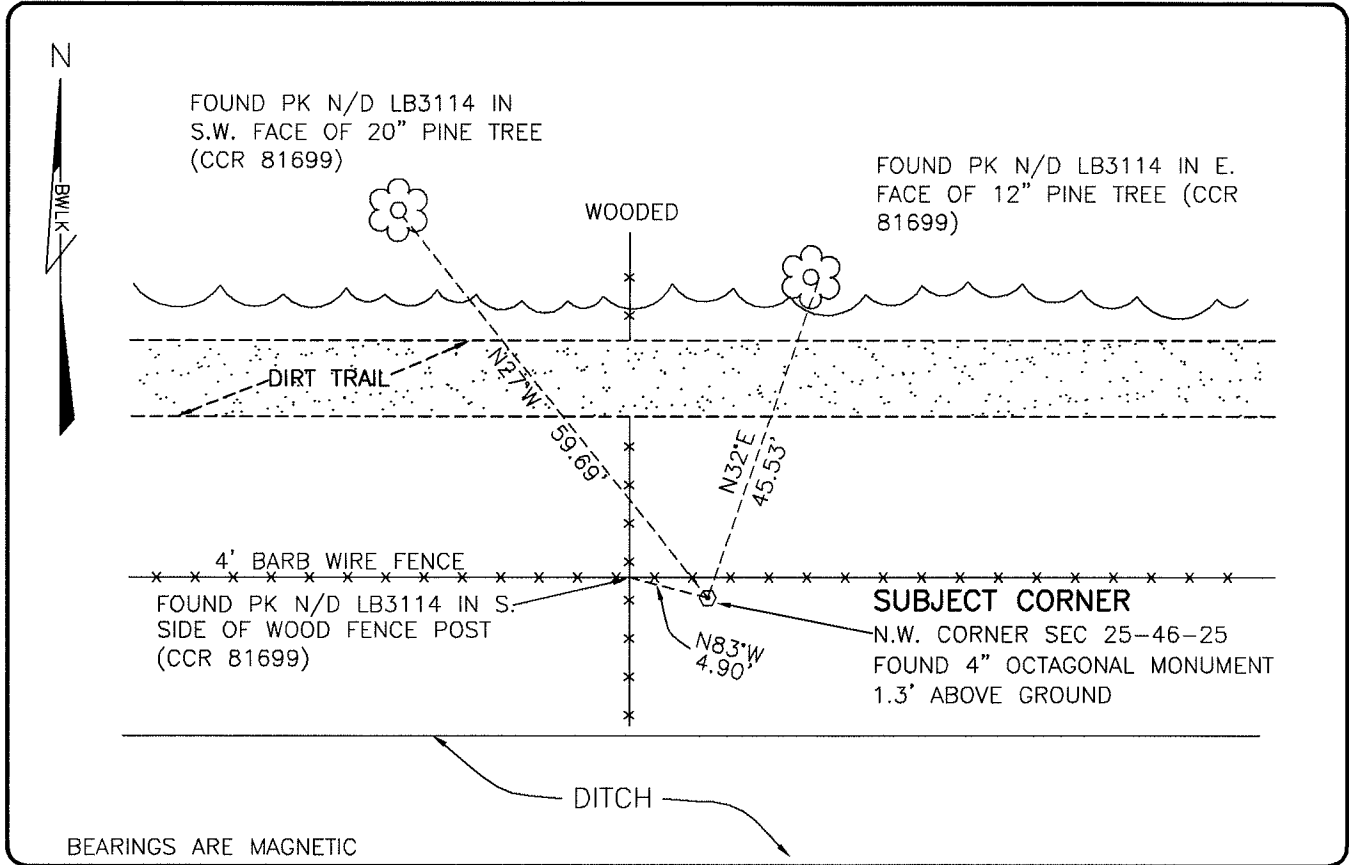 N
BWLK
FOUND PK N/D LB3114 IN
S.W. FACE OF 20" PINE TREE
(CCR 81699)
WOODED
FOUND PK N/D LB3114 IN E.
FACE OF 12" PINE TREE (CCR
81699)
DIRT TRAIL
N27°W
59.69'
N32°E
45.53'
4' BARB WIRE FENCE
FOUND PK N/D LB3114 IN S.
SIDE OF WOOD FENCE POST
(CCR 81699)
N83°W
4.90'
SUBJECT CORNER
N.W. CORNER SEC 25-46-25
FOUND 4" OCTAGONAL MONUMENT
1.3' ABOVE GROUND
DITCH
BEARINGS ARE MAGNETIC